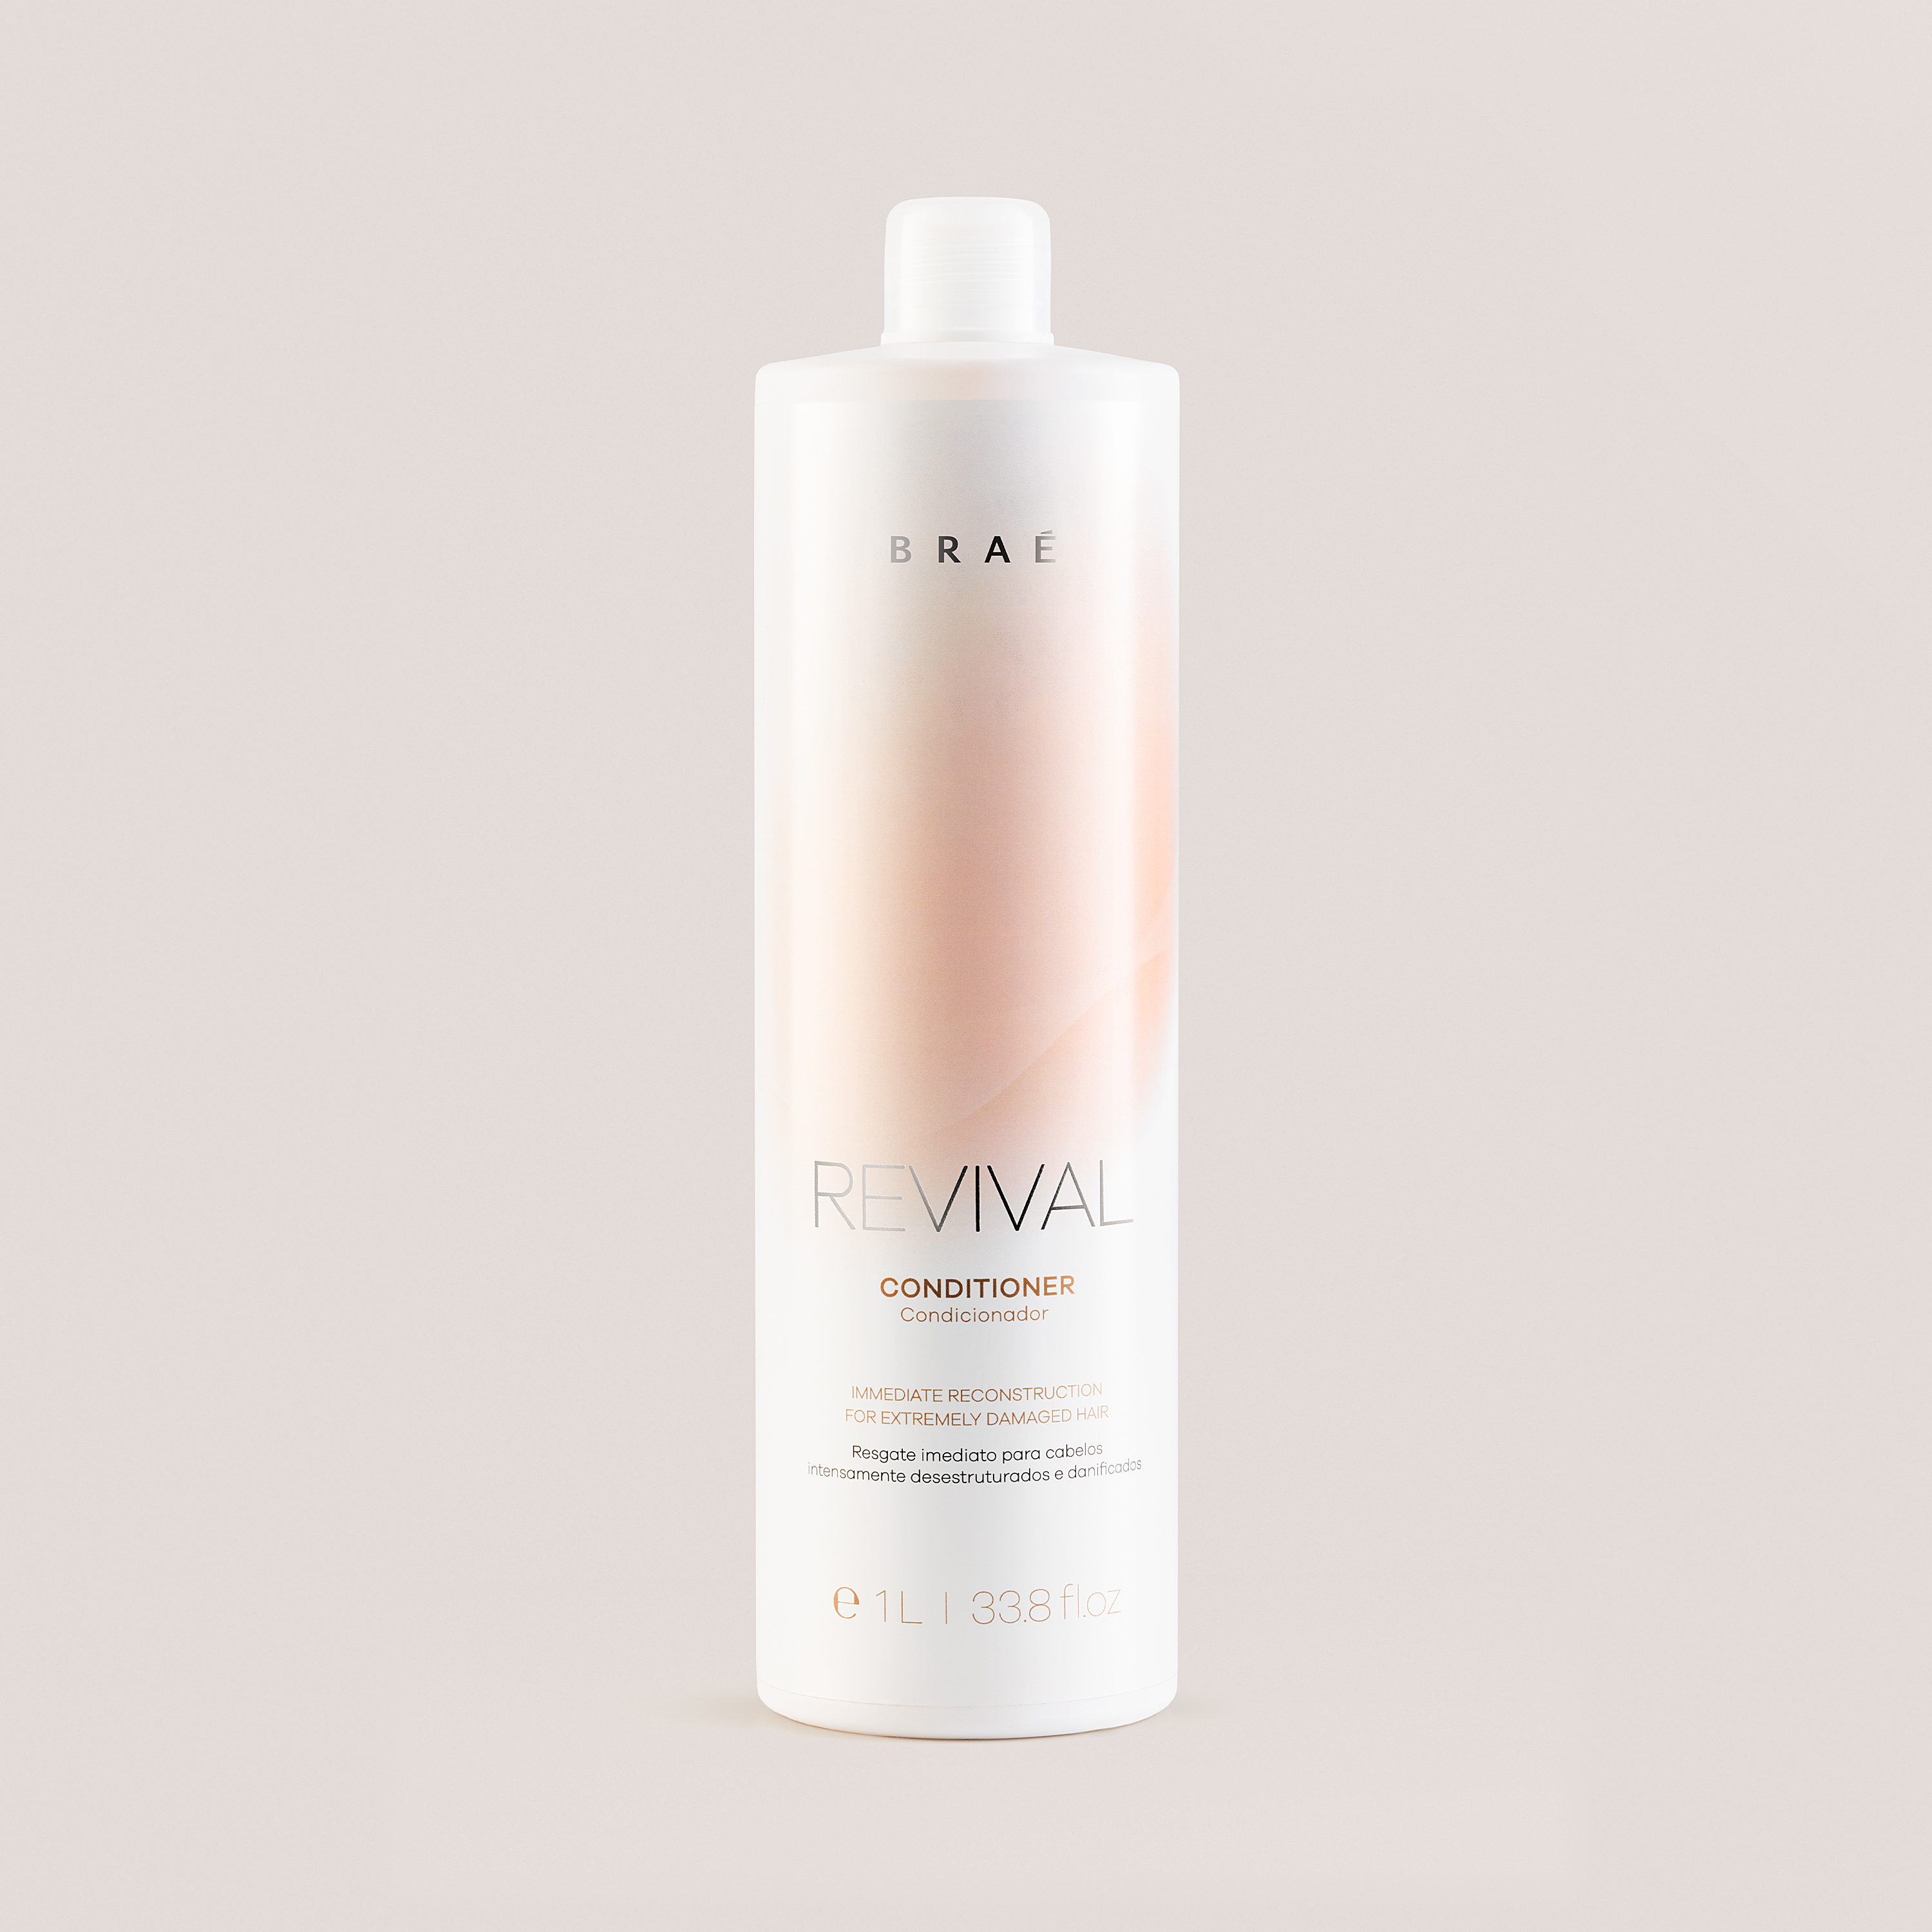 BRAÉ
REVIVAL
CONDITIONER
Condicionador
IMMEDIATE RECONSTRUCTION
FOR EXTREMELY DAMAGED HAIR
Resgate imediato para cabelos
intensamente desestruturados e danificados
℮ 1 L | 33.8 fl.oz